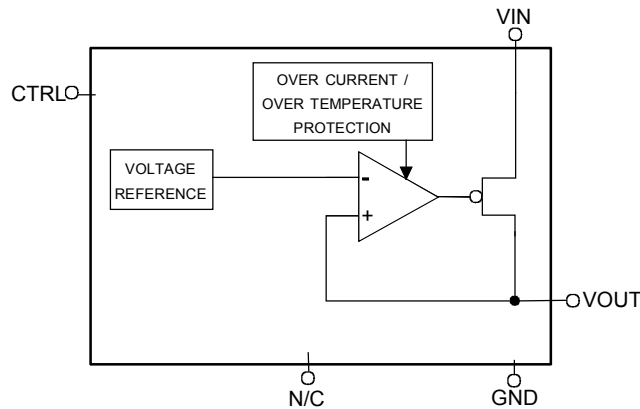 VIN
CTRL
OVER CURRENT /
OVER TEMPERATURE
PROTECTION
VOLTAGE
REFERENCE
-
+
VOUT
N/C
GND